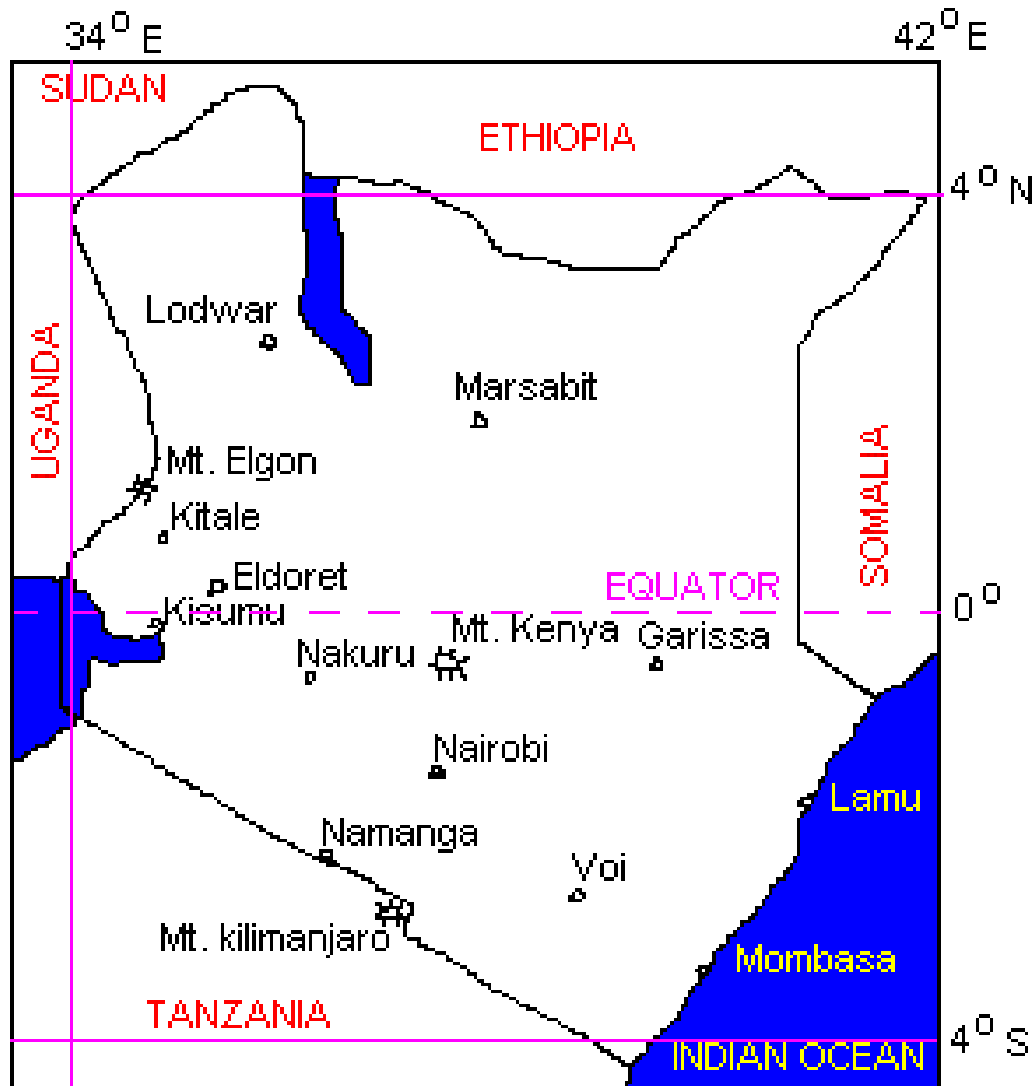 34° E
42° E
SUDAN
ETHIOPIA
4° N
Lodwar
UGANDA
Marsabit
Mt. Elgon
SOMALIA
Kitale
Eldoret
EQUATOR
0°
Kisumu
Mt. Kenya
Garissa
Nakuru
Nairobi
Lamu
Namanga
Voi
Mt. kilimanjaro
Mombasa
TANZANIA
4° S
INDIAN OCEAN